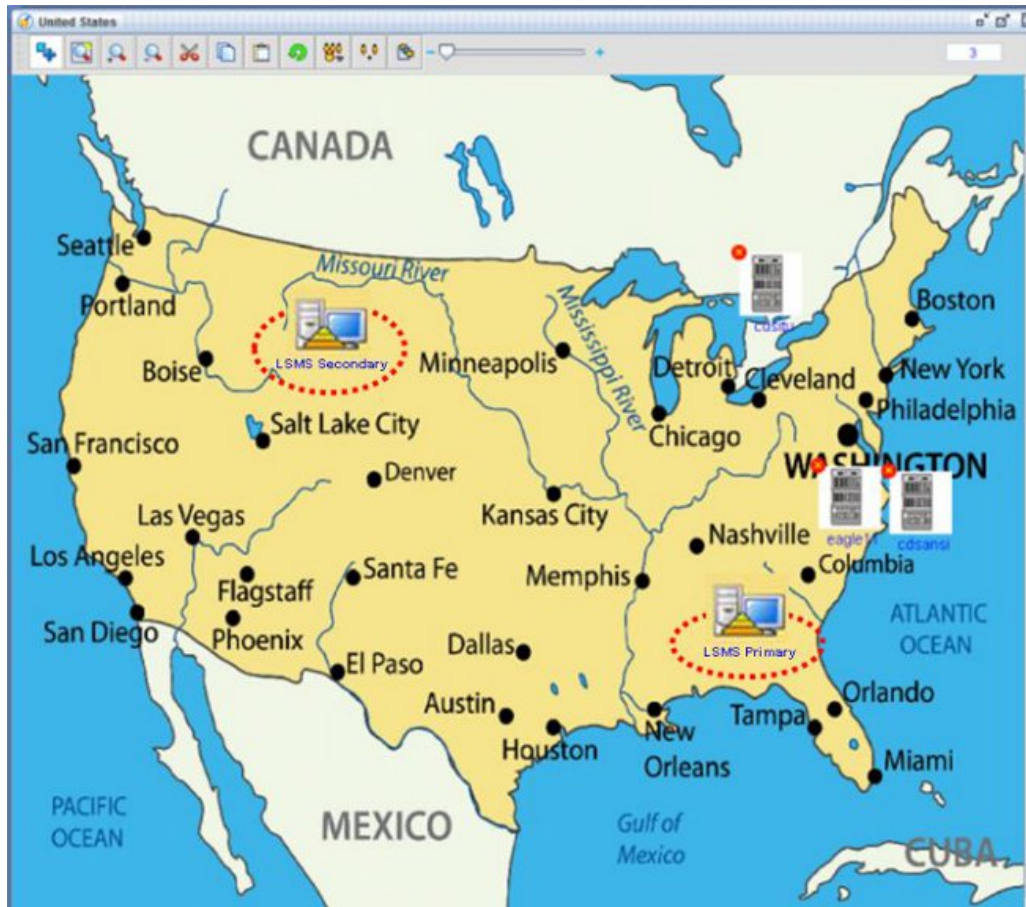 United States
3
CANADA
Seattle
Missouri River
Portland
Boston
LSMS Secondary
Minneapolis
Mississippi River
Boise
Detroit
Cleveland
New York
Philadelphia
Salt Lake City
Chicago
San Francisco
Denver
WASHINGTON
Las Vegas
Kansas City
Nashville
cdsansi
Los Angeles
Flagstaff
Santa Fe
Memphis
Columbia
San Diego
Phoenix
ATLANTIC
OCEAN
Dallas
LSMS Primary
El Paso
Austin
Orlando
Tampa
Houston
New
Orleans
Miami
PACIFIC
OCEAN
MEXICO
Gulf of
Mexico
CUBA